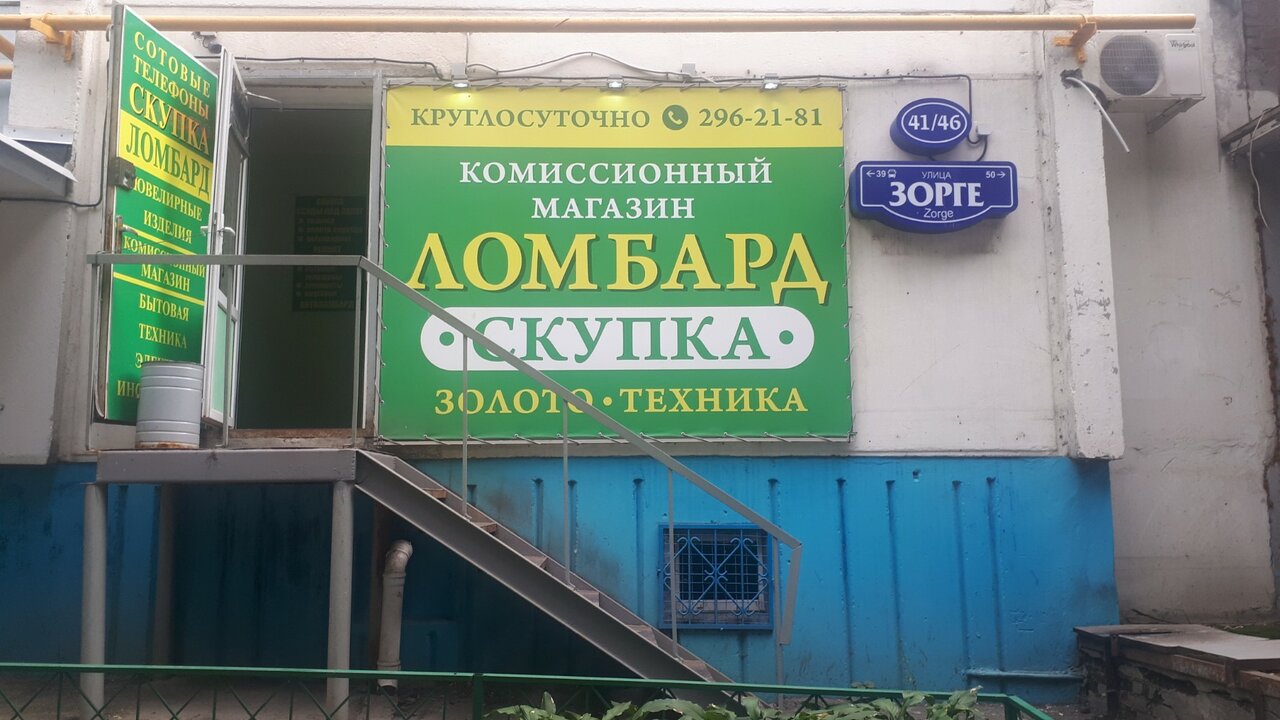 СОТОВЫЕ
ТЕЛЕФОНЫ
СКУПКА
ЛОМБАРД
ЮВЕЛИРНЫЕ
ИЗДЕЛИЯ
КОМИССИОННЫЙ
МАГАЗИН
БЫТОВАЯ
ТЕХНИКА
КРУГЛОСУТОЧНО 296-21-81
КОМИССИОННЫЙ
МАГАЗИН
ЛОМБАРД
• СКУПКА •
ЗОЛОТО • ТЕХНИКА
41/46
←39 УЛИЦА 50→
ЗОРГЕ
Zorge
Whirlpool